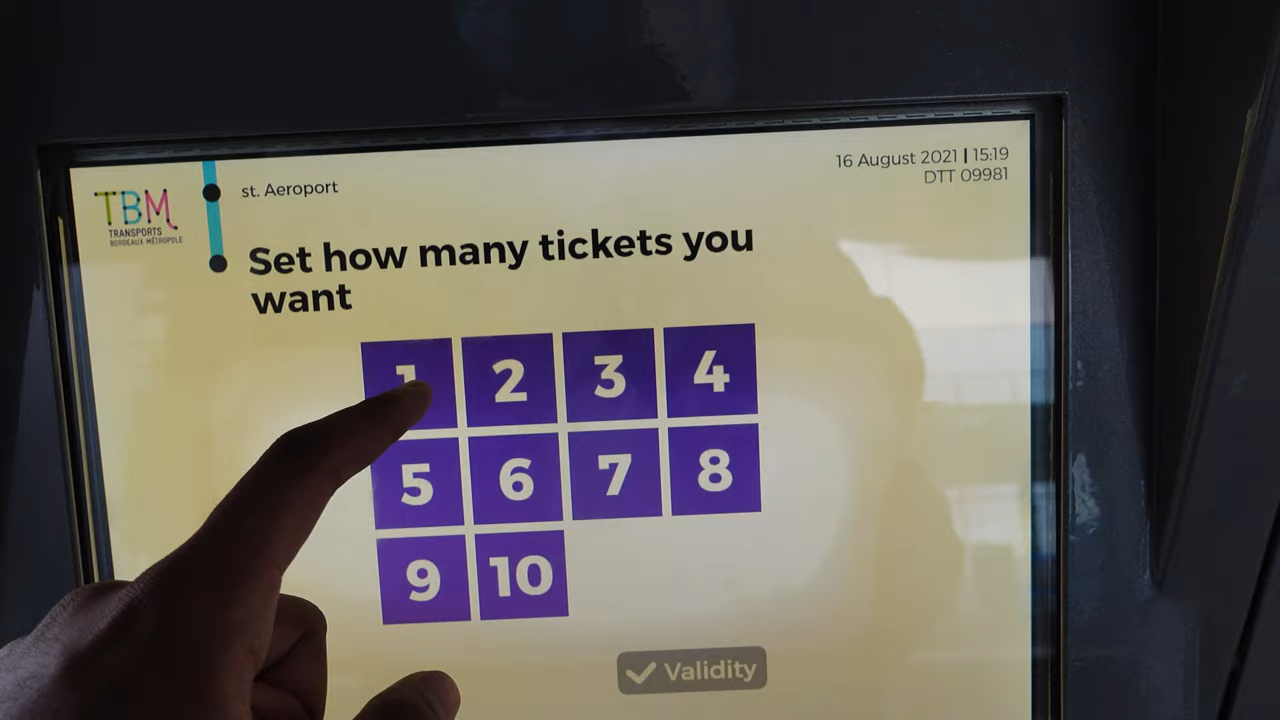 TBM
TRANSPORTS
BORDEAUX MÉTROPOLE
st. Aeroport
16 August 2021 | 15:19
DTT 09981
Set how many tickets you
want
1 2 3 4
5 6 7 8
9 10
Validity